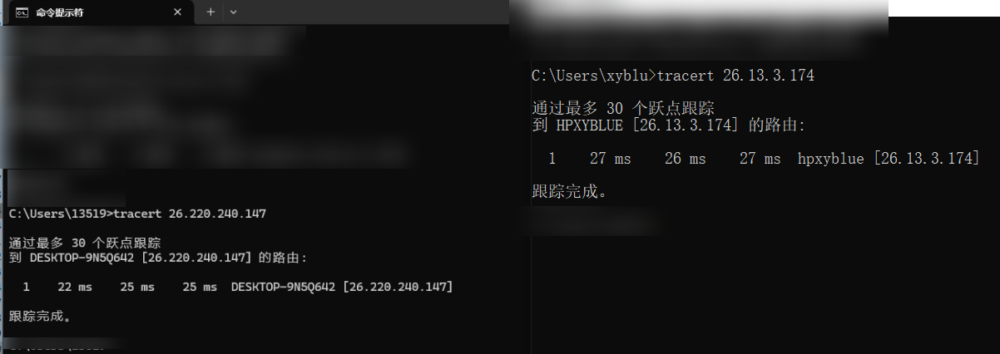 命令提示符
C:\Users\13519>tracert 26.220.240.147
通过最多 30 个跃点跟踪
到 DESKTOP-9N5Q642 [26.220.240.147] 的路由:
1 22 ms 25 ms 25 ms DESKTOP-9N5Q642 [26.220.240.147]
跟踪完成。
C:\Users\xyblu>tracert 26.13.3.174
通过最多 30 个跃点跟踪
到 HPXYBLUE [26.13.3.174] 的路由:
1 27 ms 26 ms 27 ms hpxyblue [26.13.3.174]
跟踪完成。